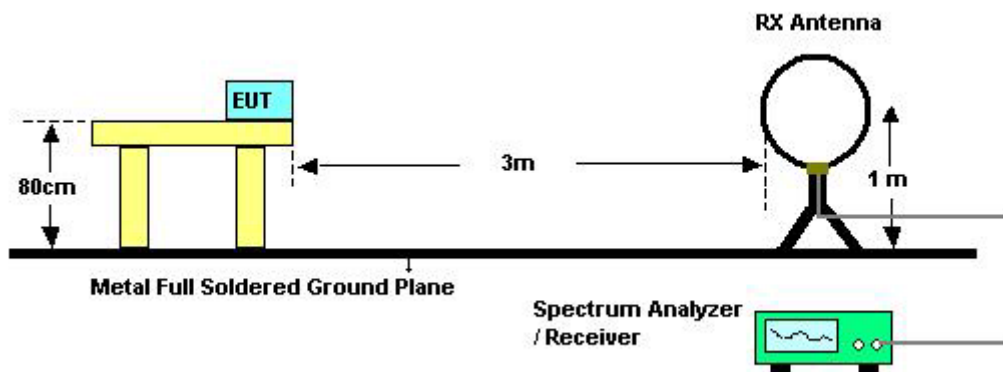 RX Antenna
EUT
3m
80cm
1 m
Metal Full Soldered Ground Plane
Spectrum Analyzer
/ Receiver